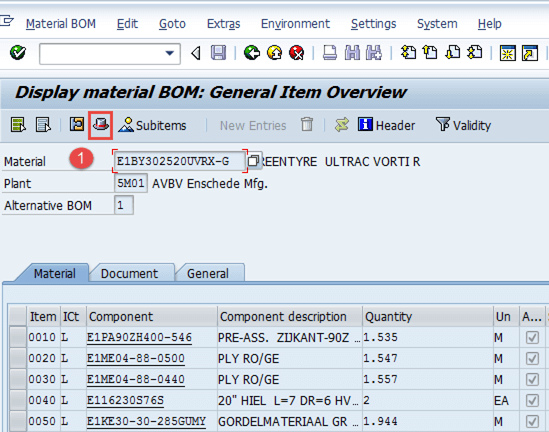 Material BOM Edit Goto Extras Environment Settings System Help
Display material BOM: General Item Overview
Subitems New Entries Header Validity
1
Material E1BY302520UVRX-G REENTYRE ULTRAC VORTI R
Plant 5M01 AVBV Enschede Mfg.
Alternative BOM 1
Material Document General
Item ICt Component Component description Quantity Un A...
0010 L E1PA90ZH400-546 PRE-ASS. ZIJKANT-90Z ... 1.535 M
0020 L E1ME04-88-0500 PLY RO/GE 1.547 M
0030 L E1ME04-88-0440 PLY RO/GE 1.557 M
0040 L E116230S76S 20" HIEL L=7 DR=6 HV ... 2 EA
0050 L E1KE30-30-285GUMY GORDELMATERIAAL GR ... 1.944 M